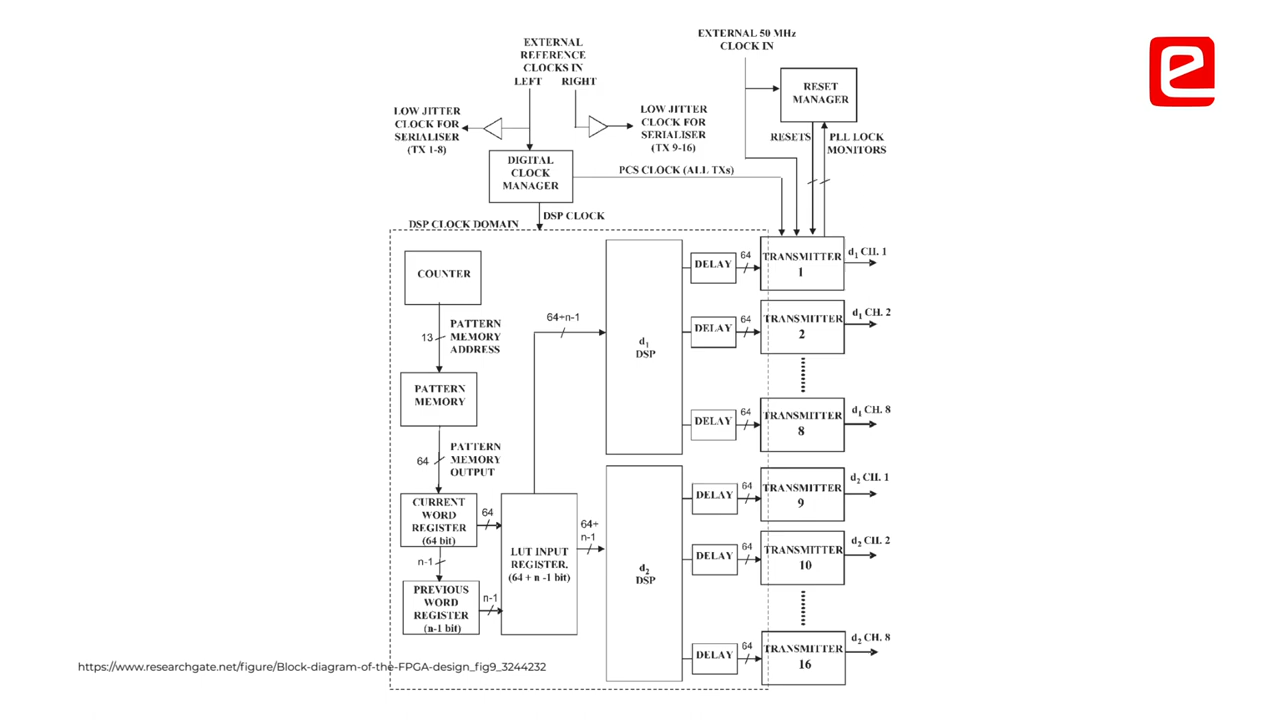 EXTERNAL
REFERENCE
CLOCKS IN
LEFT RIGHT
EXTERNAL 50 MHz
CLOCK IN
RESET
MANAGER
LOW JITTER
CLOCK FOR
SERIALISER
(TX 1-8)
LOW JITTER
CLOCK FOR
SERIALISER
(TX 9-16)
RESETS
PLL LOCK
MONITORS
DIGITAL
CLOCK
MANAGER
PCS CLOCK (ALL TXs)
DSP CLOCK
DSP CLOCK DOMAIN
COUNTER
13
PATTERN
MEMORY
ADDRESS
PATTERN
MEMORY
64
PATTERN
MEMORY
OUTPUT
CURRENT
WORD
REGISTER
(64 bit)
64
n-1
PREVIOUS
WORD
REGISTER
(n-1 bit)
n-1
LUT INPUT
REGISTER.
(64 + n -1 bit)
64+n-1
64+
n-1
d1
DSP
d2
DSP
DELAY
64
TRANSMITTER
1
d1 CH. 1
DELAY
64
TRANSMITTER
2
d1 CH. 2
DELAY
64
TRANSMITTER
8
d1 CH. 8
DELAY
64
TRANSMITTER
9
d2 CH. 1
DELAY
64
TRANSMITTER
10
d2 CH. 2
DELAY
64
TRANSMITTER
16
d2 CH. 8
https://www.researchgate.net/figure/Block-diagram-of-the-FPGA-design_fig9_3244232
e